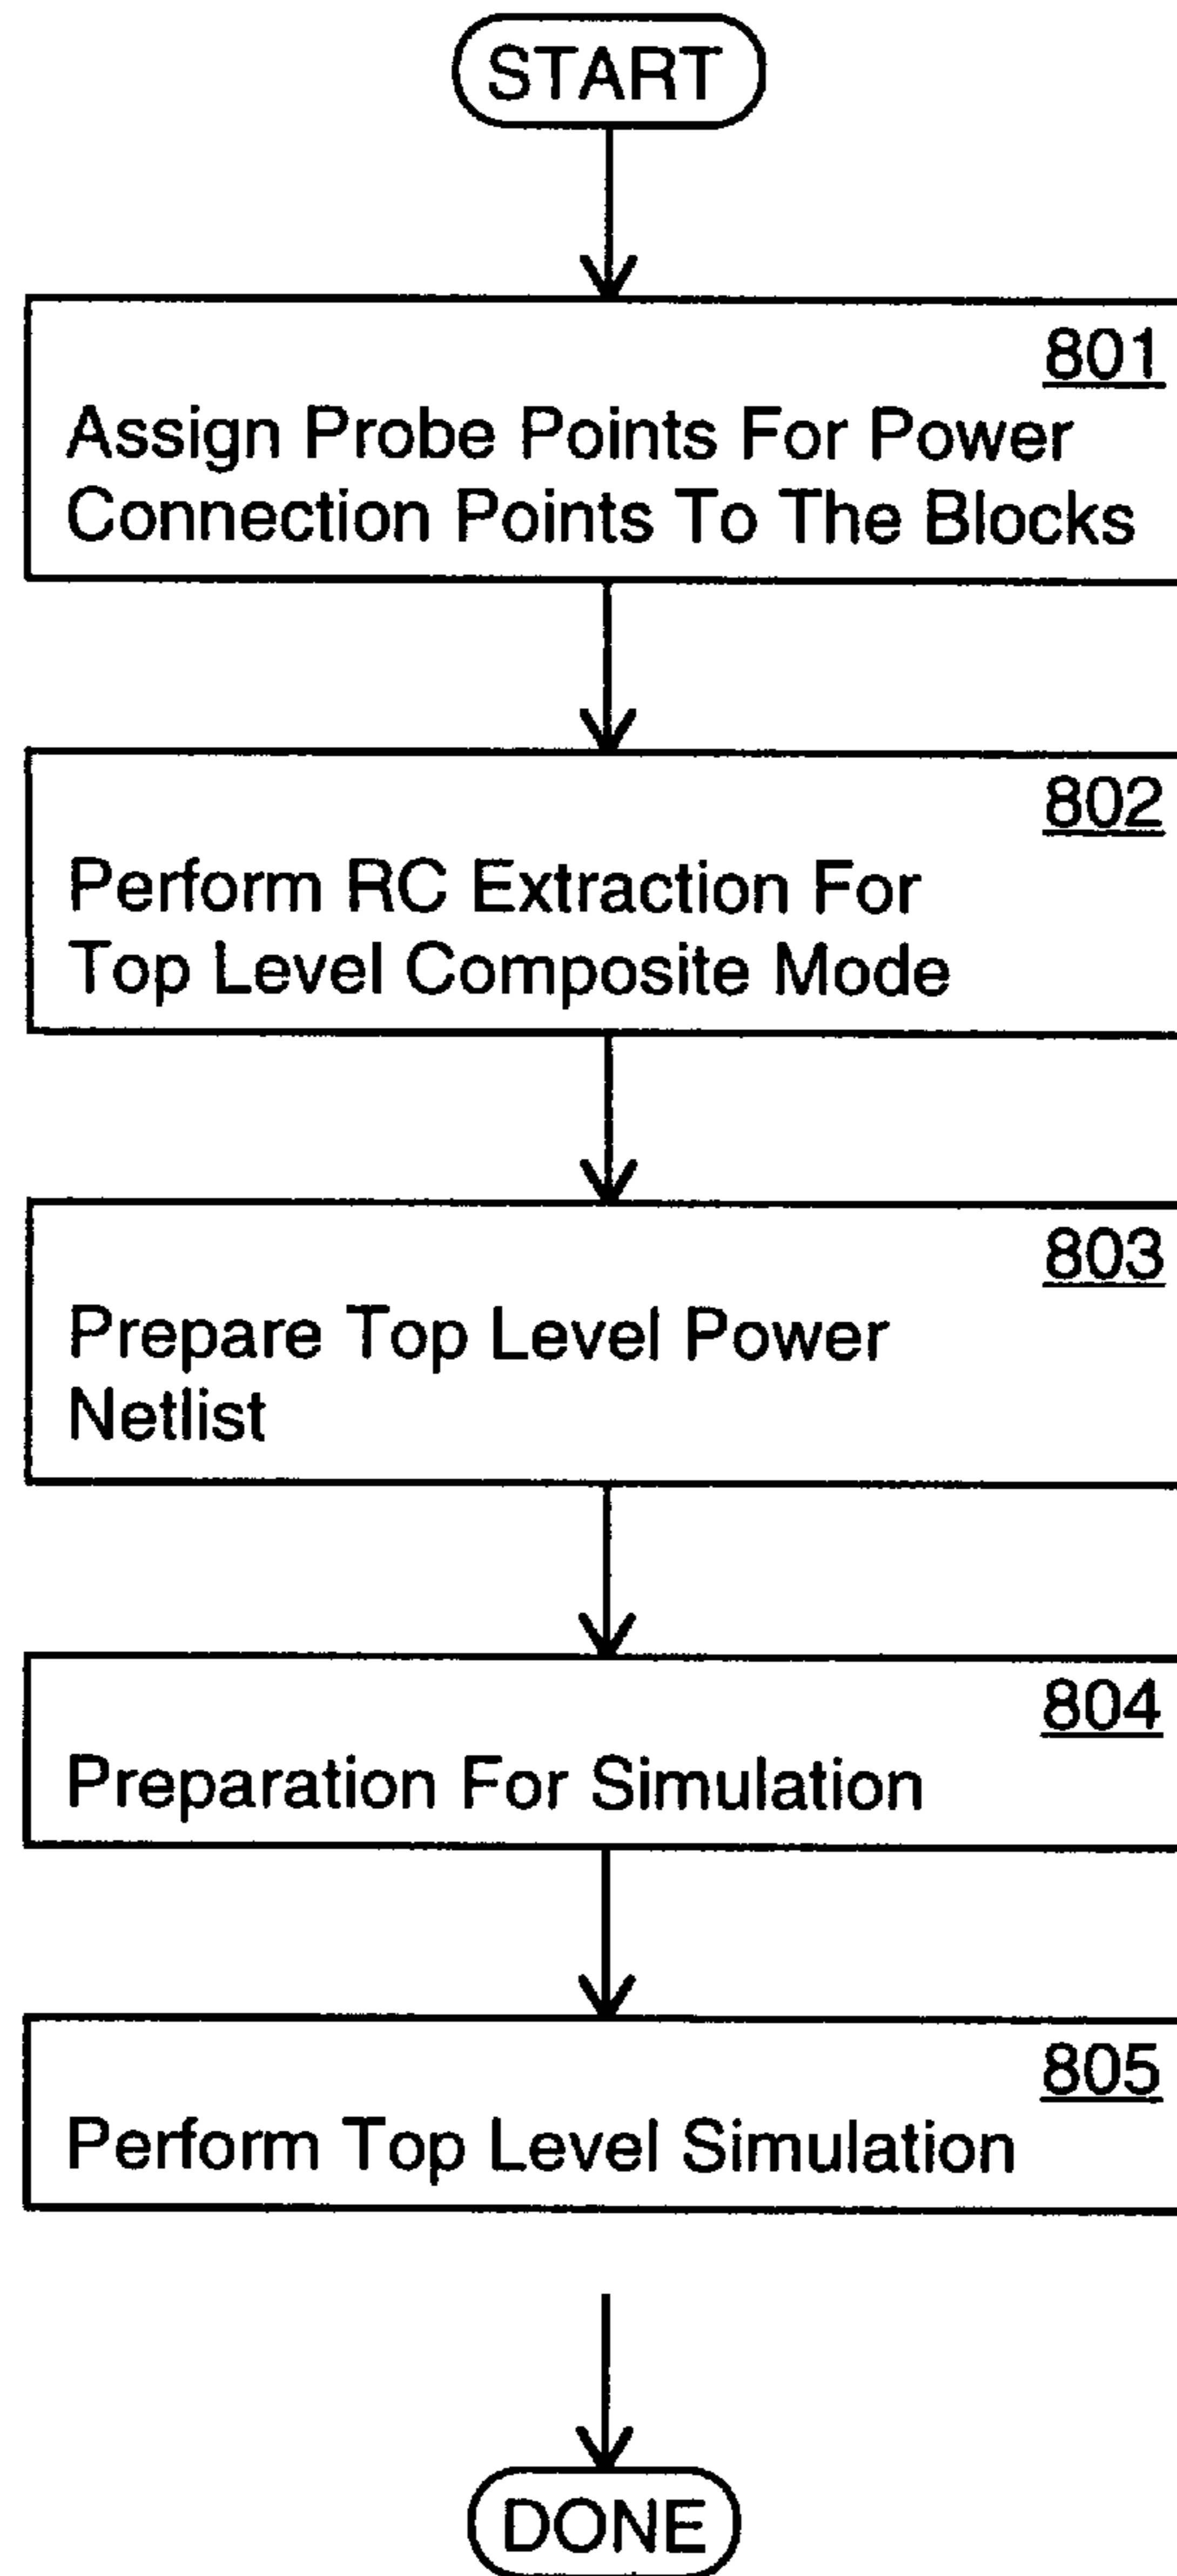 START
801
Assign Probe Points For Power
Connection Points To The Blocks
802
Perform RC Extraction For
Top Level Composite Mode
803
Prepare Top Level Power
Netlist
804
Preparation For Simulation
805
Perform Top Level Simulation
DONE